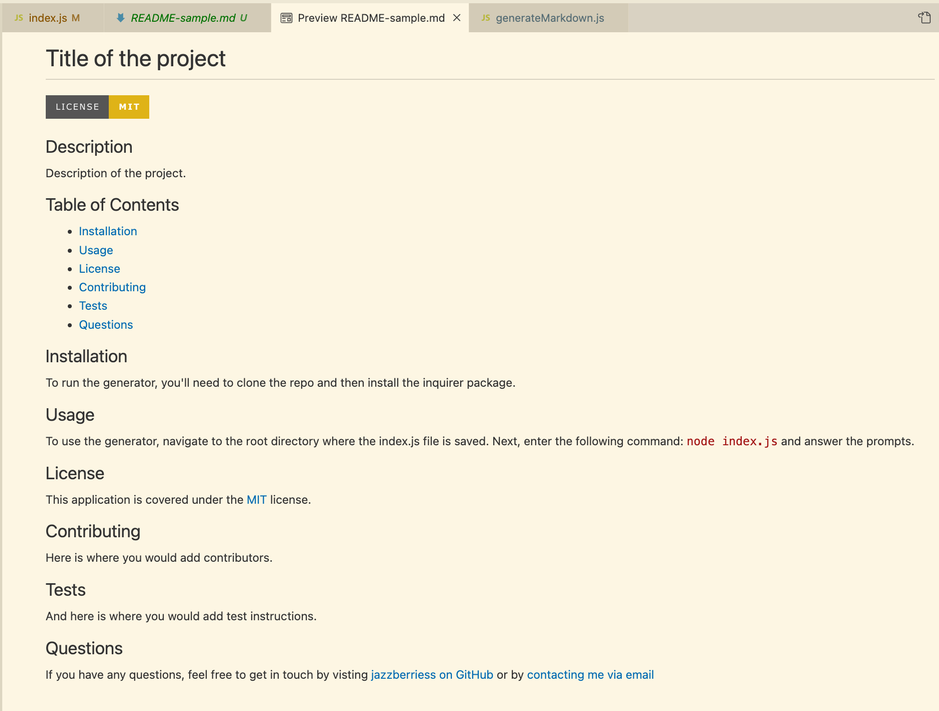 JS index.js M README-sample.md U Preview README-sample.md × JS generateMarkdown.js
Title of the project
LICENSE MIT
Description
Description of the project.
Table of Contents
• Installation
• Usage
• License
• Contributing
• Tests
• Questions
Installation
To run the generator, you'll need to clone the repo and then install the inquirer package.
Usage
To use the generator, navigate to the root directory where the index.js file is saved. Next, enter the following command: node index.js and answer the prompts.
License
This application is covered under the MIT license.
Contributing
Here is where you would add contributors.
Tests
And here is where you would add test instructions.
Questions
If you have any questions, feel free to get in touch by visting jazzberriess on GitHub or by contacting me via email